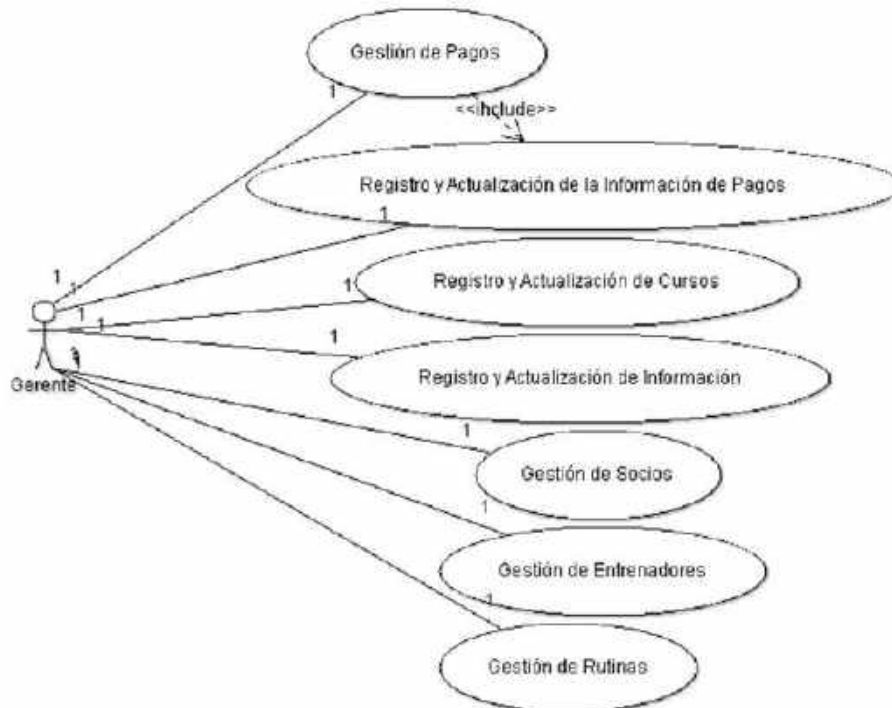 Gestión de Pagos
1
<<include>>
Registro y Actualización de la Información de Pagos
1
Registro y Actualización de Cursos
1
1
1
1
1
Gerente
Registro y Actualización de Información
1
Gestión de Socios
1
Gestión de Entrenadores
1
Gestión de Rutinas
1